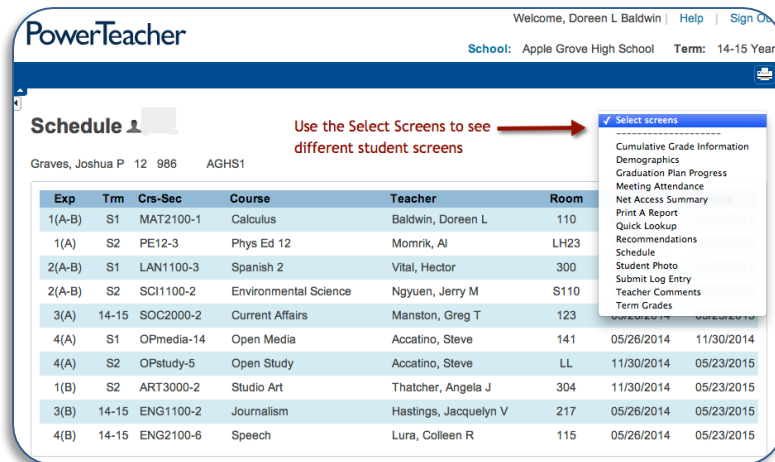 Welcome, Doreen L Baldwin | Help | Sign
PowerTeacher
School: Apple Grove High School Term: 14-15 Year
Schedule
Use the Select Screens to see
different student screens
Graves, Joshua P 12 986 AGHS1
✓ Select screens
--------------------
Cumulative Grade Information
Demographics
Graduation Plan Progress
Meeting Attendance
Net Access Summary
Print A Report
Quick Lookup
Recommendations
Schedule
Student Photo
Submit Log Entry
Teacher Comments
Term Grades
Exp Trm Crs-Sec Course Teacher Room
1(A-B) S1 MAT2100-1 Calculus Baldwin, Doreen L 110
1(A) S2 PE12-3 Phys Ed 12 Momrik, Al LH23
2(A-B) S1 LAN1100-3 Spanish 2 Vital, Hector 300
2(A-B) S2 SCI1100-2 Environmental Science Ngyuen, Jerry M S110
3(A) 14-15 SOC2000-2 Current Affairs Manston, Greg T 123
4(A) S1 OPmedia-14 Open Media Accatino, Steve 141 05/26/2014 11/30/2014
4(A) S2 OPstudy-5 Open Study Accatino, Steve LL 11/30/2014 05/23/2015
1(B) S2 ART3000-2 Studio Art Thatcher, Angela J 304 11/30/2014 05/23/2015
3(B) 14-15 ENG1100-2 Journalism Hastings, Jacquelyn V 217 05/26/2014 05/23/2015
4(B) 14-15 ENG2100-6 Speech Lura, Colleen R 115 05/26/2014 05/23/2015